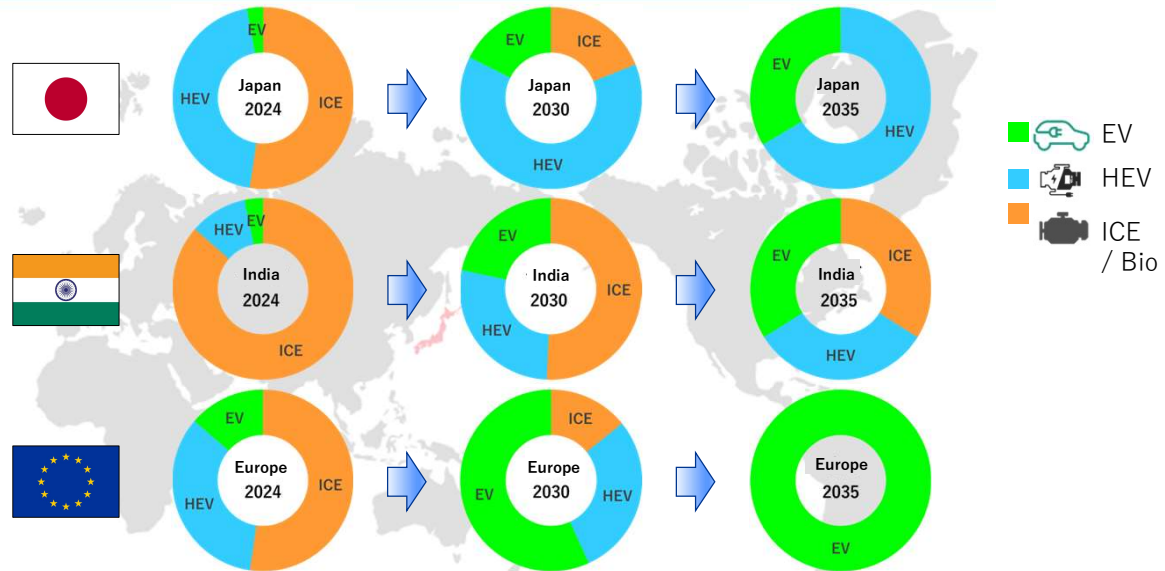 EV
HEV
ICE
Japan
2024
EV
ICE
HEV
Japan
2030
EV
HEV
Japan
2035
EV
HEV
ICE
/ Bio
HEV
EV
ICE
India
2024
EV
HEV
ICE
India
2030
EV
ICE
HEV
India
2035
EV
HEV
ICE
Europe
2024
ICE
EV
HEV
Europe
2030
EV
Europe
2035